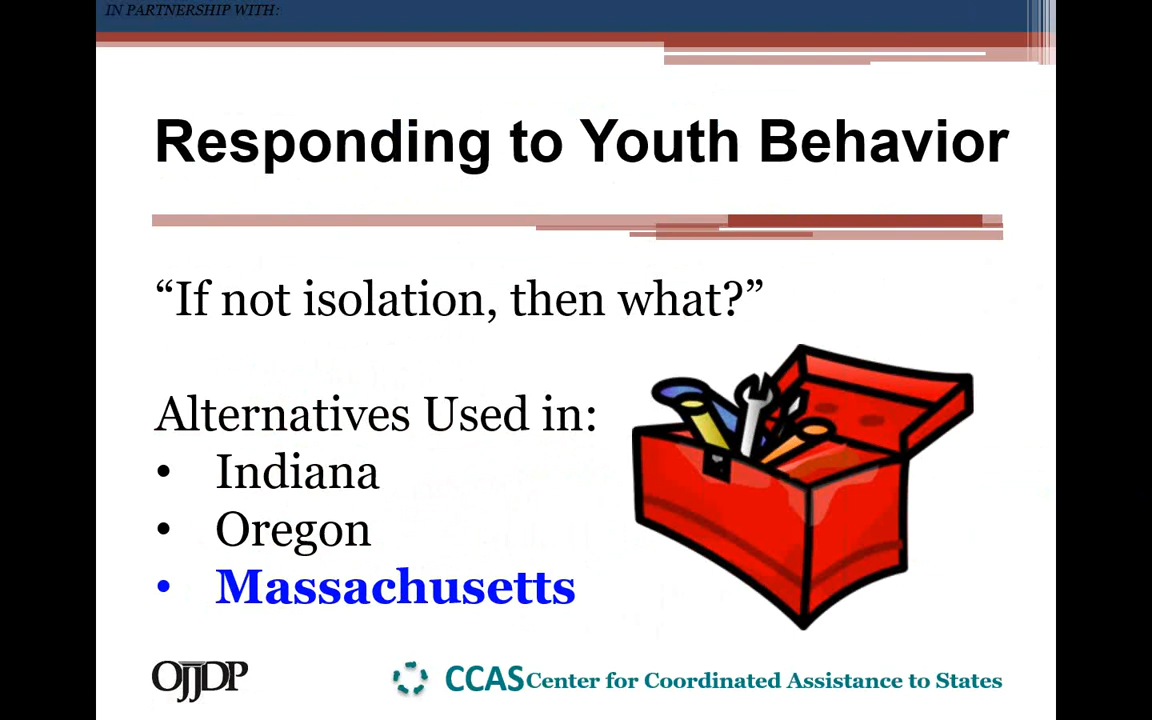 IN PARTNERSHIP WITH:
Responding to Youth Behavior
“If not isolation, then what?”
Alternatives Used in:
• Indiana
• Oregon
• Massachusetts
OJJDP
CCAS Center for Coordinated Assistance to States